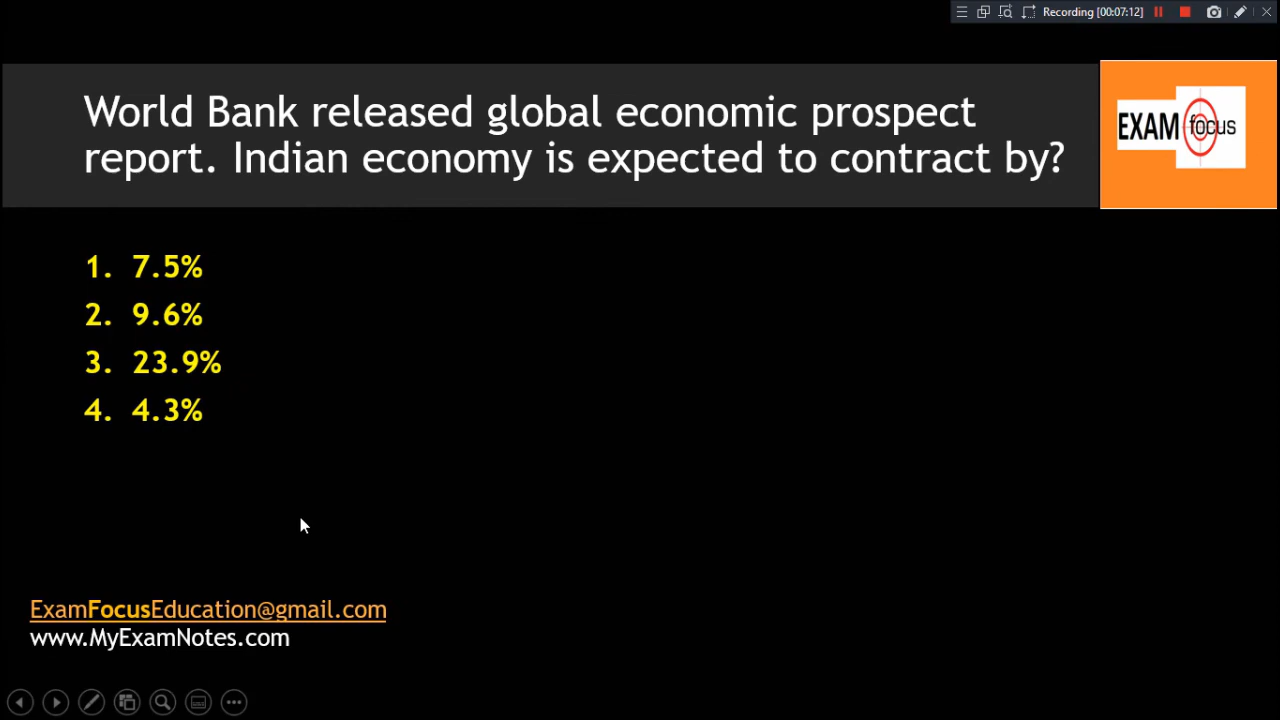 Recording [00:07:12]
World Bank released global economic prospect
report. Indian economy is expected to contract by?
EXAM focus
1. 7.5%
2. 9.6%
3. 23.9%
4. 4.3%
ExamFocusEducation@gmail.com
www.MyExamNotes.com